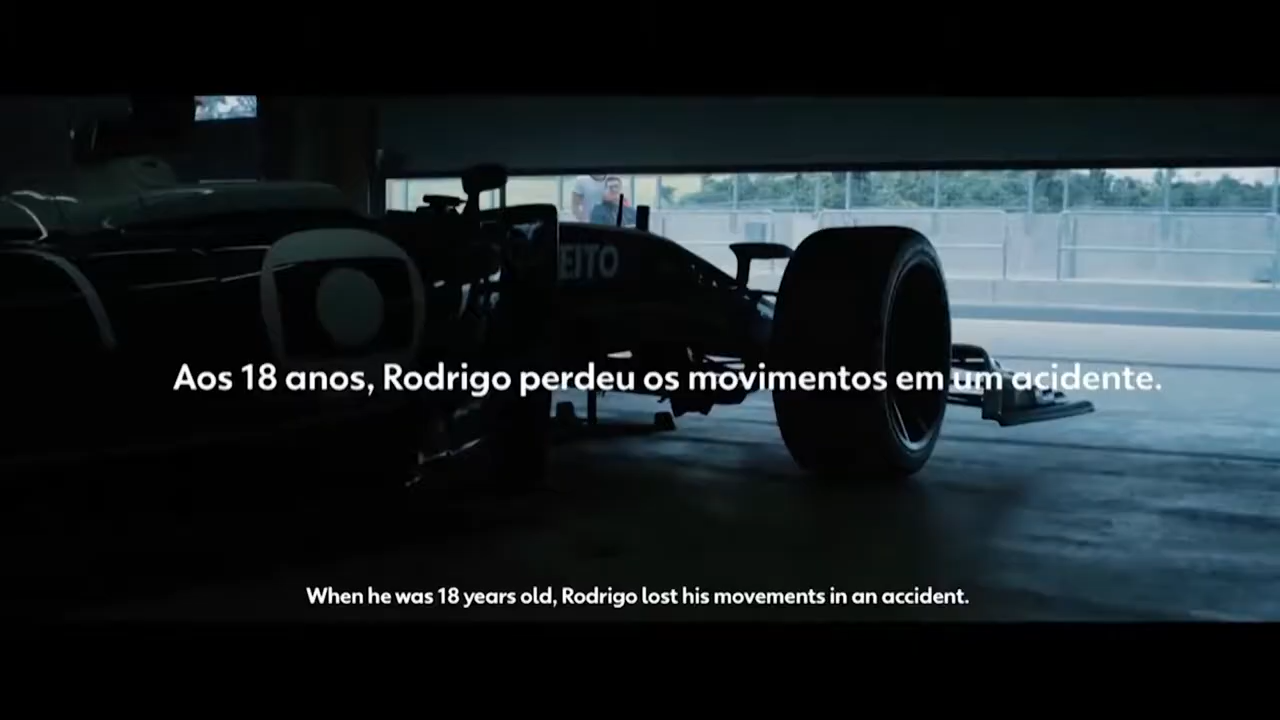 EITO
Aos 18 anos, Rodrigo perdeu os movimentos em um acidente.
When he was 18 years old, Rodrigo lost his movements in an accident.